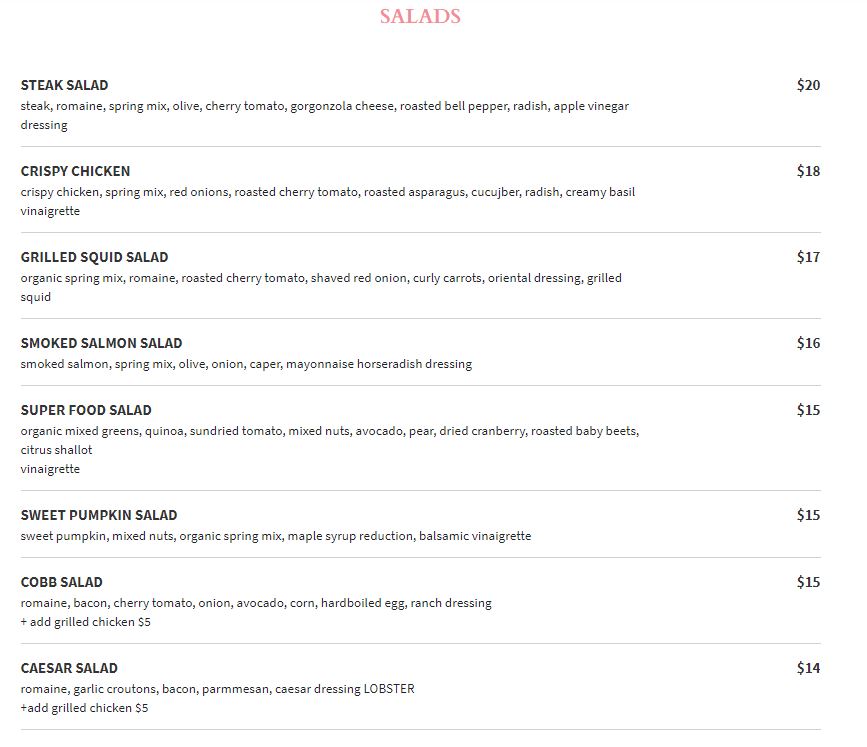 SALADS
STEAK SALAD $20
steak, romaine, spring mix, olive, cherry tomato, gorgonzola cheese, roasted bell pepper, radish, apple vinegar
dressing
CRISPY CHICKEN $18
crispy chicken, spring mix, red onions, roasted cherry tomato, roasted asparagus, cucujber, radish, creamy basil
vinaigrette
GRILLED SQUID SALAD $17
organic spring mix, romaine, roasted cherry tomato, shaved red onion, curly carrots, oriental dressing, grilled
squid
SMOKED SALMON SALAD $16
smoked salmon, spring mix, olive, onion, caper, mayonnaise horseradish dressing
SUPER FOOD SALAD $15
organic mixed greens, quinoa, sundried tomato, mixed nuts, avocado, pear, dried cranberry, roasted baby beets,
citrus shallot
vinaigrette
SWEET PUMPKIN SALAD $15
sweet pumpkin, mixed nuts, organic spring mix, maple syrup reduction, balsamic vinaigrette
COBB SALAD $15
romaine, bacon, cherry tomato, onion, avocado, corn, hardboiled egg, ranch dressing
+ add grilled chicken $5
CAESAR SALAD $14
romaine, garlic croutons, bacon, parmmesan, caesar dressing LOBSTER
+add grilled chicken $5